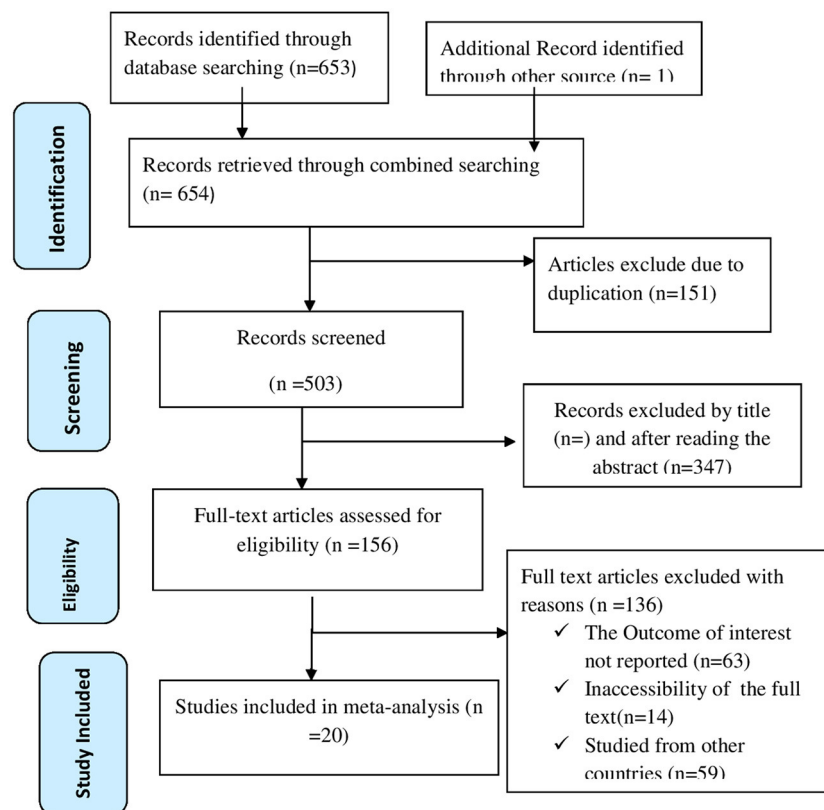 Records identified through
database searching (n=653)
Additional Record identified
through other source (n= 1)
Identification
Records retrieved through combined searching
(n= 654)
Articles exclude due to
duplication (n=151)
Screening
Records screened
(n =503)
Records excluded by title
(n=) and after reading the
abstract (n=347)
Eligibility
Full-text articles assessed for
eligibility (n =156)
Full text articles excluded with
reasons (n =136)
✓ The Outcome of interest
not reported (n=63)
✓ Inaccessibility of the full
text(n=14)
✓ Studied from other
countries (n=59)
Study Included
Studies included in meta-analysis (n
=20)